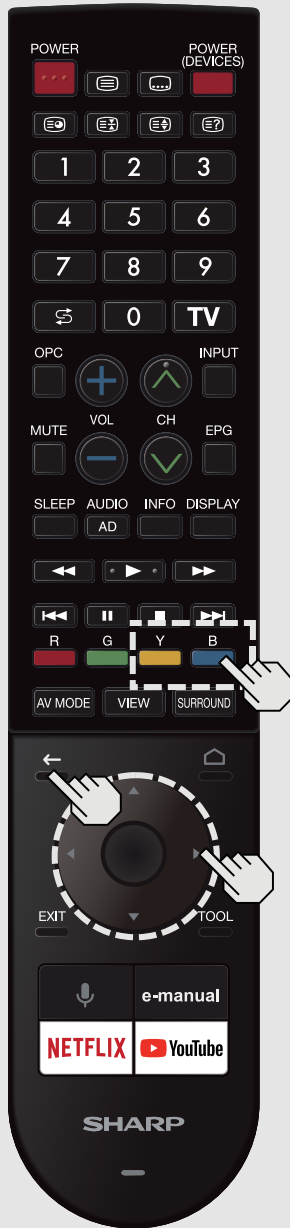 POWER POWER
(DEVICES)
?
1 2 3
4 5 6
7 8 9
0 TV
OPC INPUT
MUTE VOL CH EPG
SLEEP AUDIO INFO DISPLAY
AD
R G Y B
AV MODE VIEW SURROUND
EXIT TOOL
e-manual
NETFLIX YouTube
SHARP